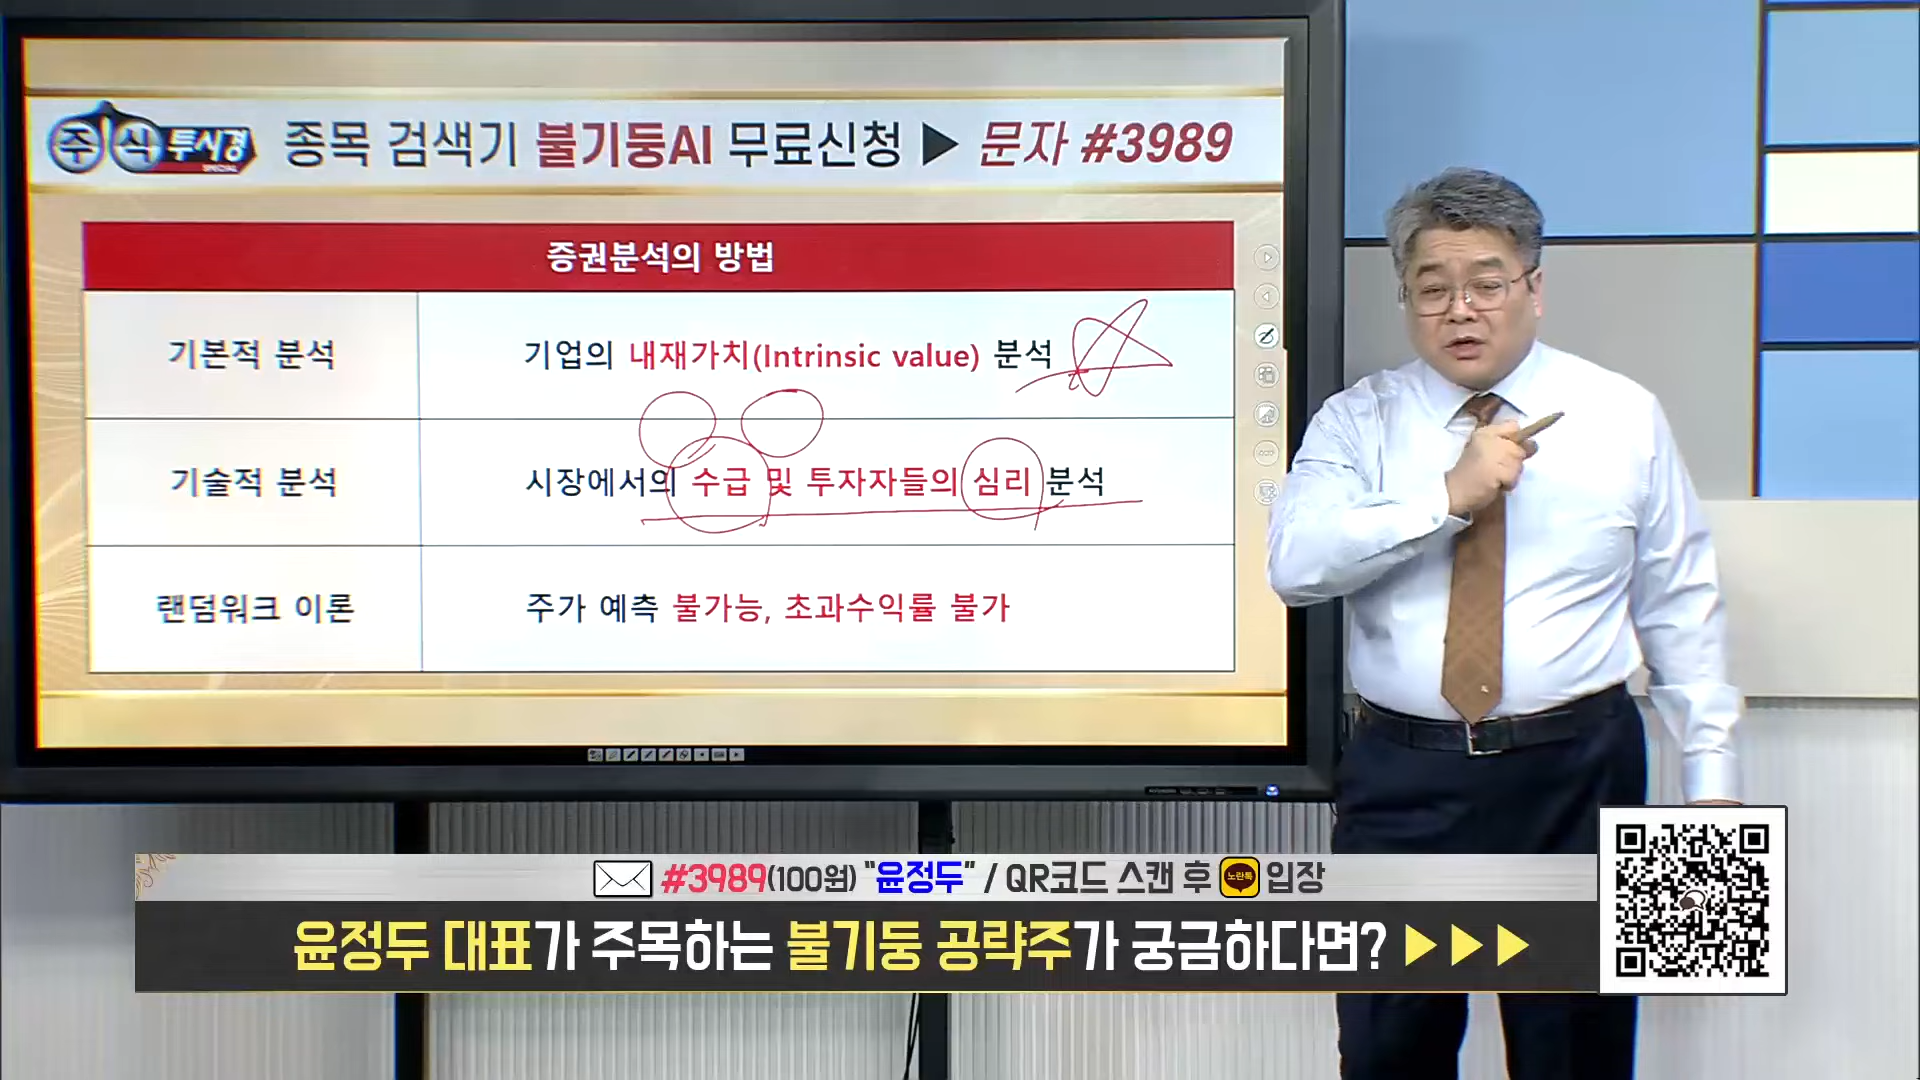 주식투시경 SPECIAL
종목 검색기 불기둥AI 무료신청 ▶ 문자 #3989
증권분석의 방법
기본적 분석
기업의 내재가치(Intrinsic value) 분석
기술적 분석
시장에서의 수급 및 투자자들의 심리 분석
랜덤워크 이론
주가 예측 불가능, 초과수익률 불가
#3989(100원) "윤정두" / QR코드 스캔 후 노란톡 입장
윤정두 대표가 주목하는 불기둥 공략주가 궁금하다면? ▶▶▶